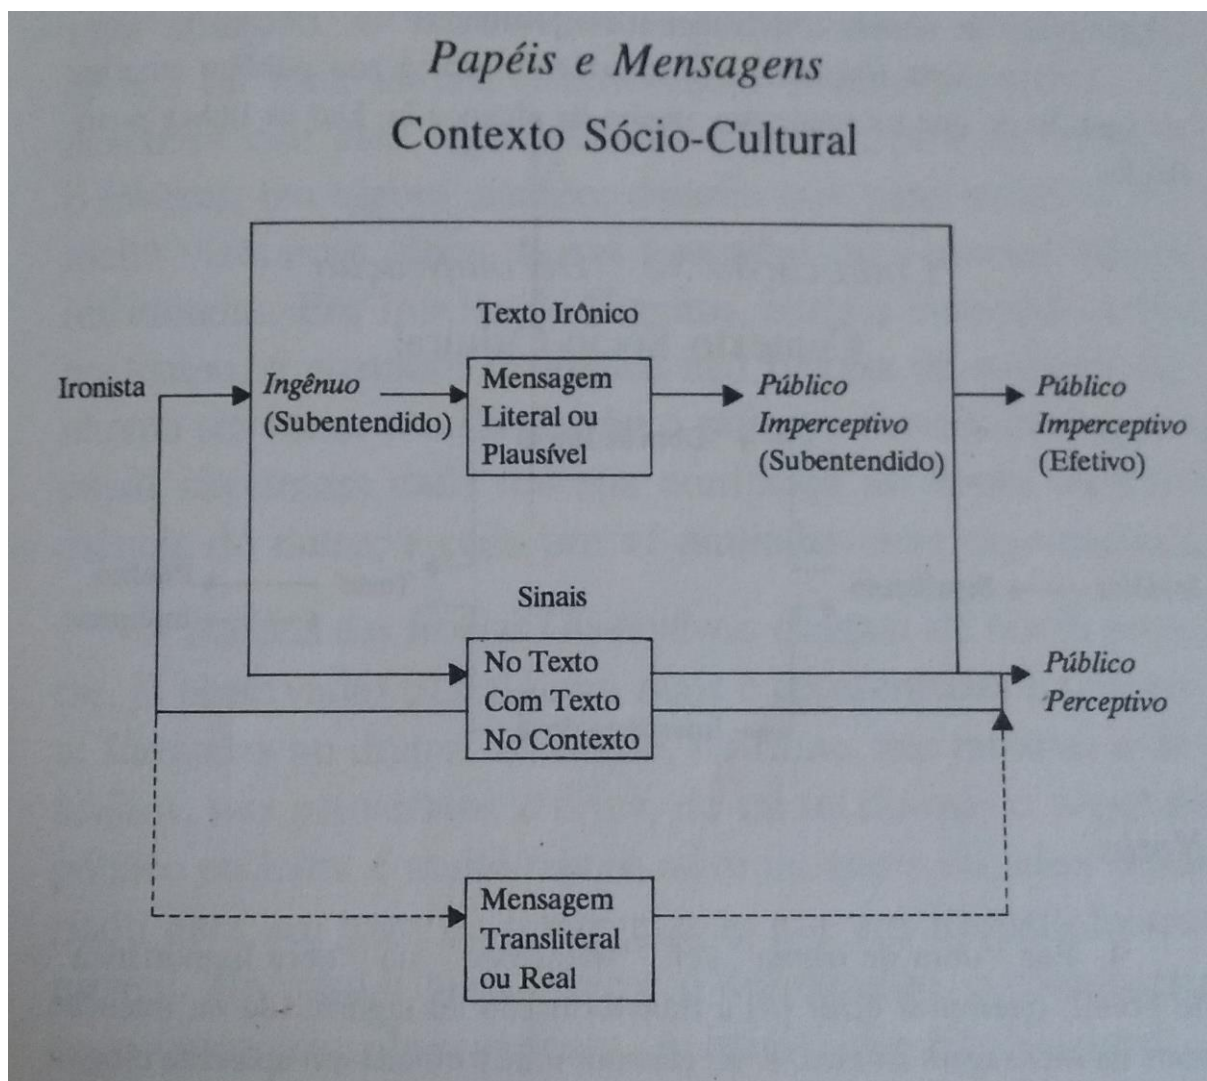 Papéis e Mensagens
Contexto Sócio-Cultural
Texto Irônico
Ironista
Ingênuo
(Subentendido)
Mensagem
Literal ou
Plausível
Público
Imperceptivo
(Subentendido)
Público
Imperceptivo
(Efetivo)
Sinais
No Texto
Com Texto
No Contexto
Público
Perceptivo
Mensagem
Transliteral
ou Real